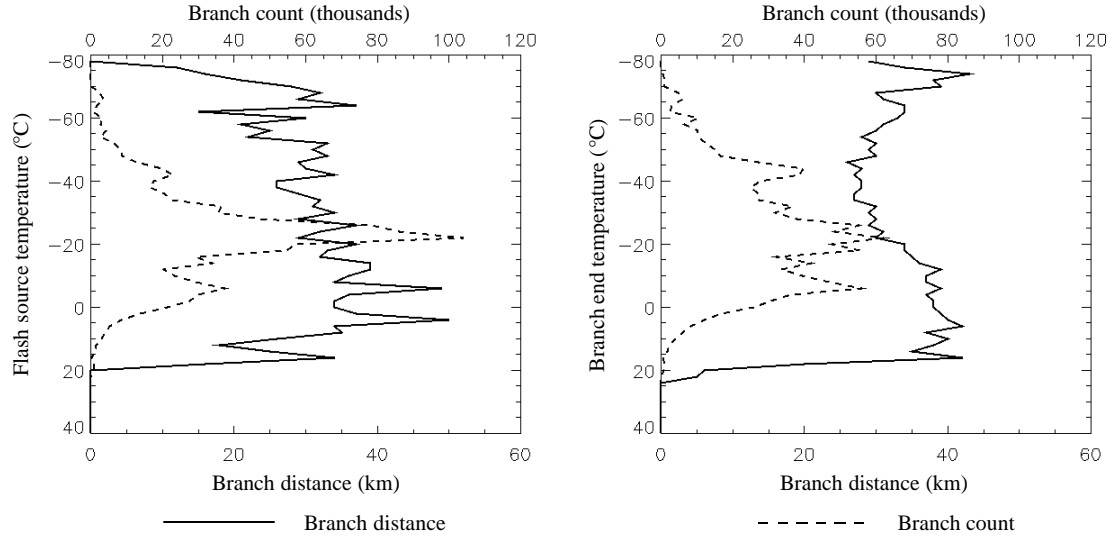 Branch count (thousands)
0 20 40 60 80 100 120
−80
−60
−40
−20
0
20
40
Flash source temperature (°C)
0 20 40 60
Branch distance (km)
Branch count (thousands)
0 20 40 60 80 100 120
−80
−60
−40
−20
0
20
40
Branch end temperature (°C)
0 20 40 60
Branch distance (km)
Branch distance
Branch count